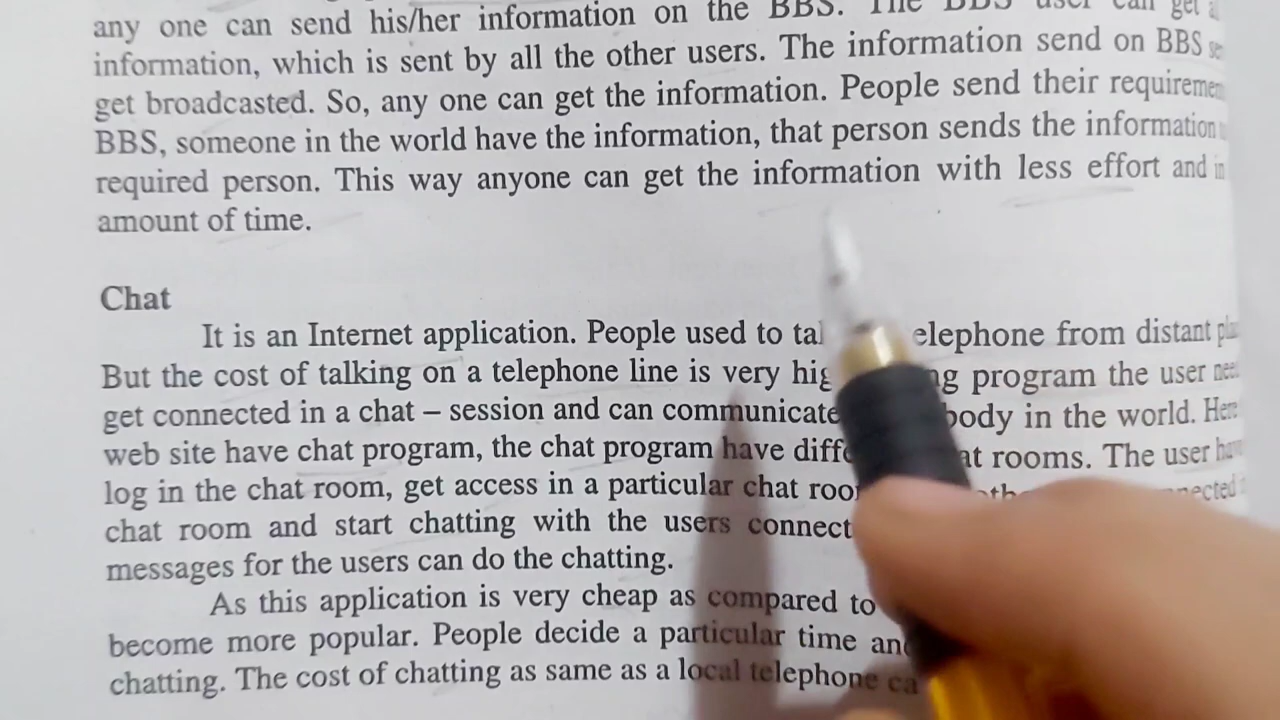 any one can send his/her information on the BBS. The BBS user can get
information, which is sent by all the other users. The information send on BBS
get broadcasted. So, any one can get the information. People send their
BBS, someone in the world have the information, that person sends the information
required person. This way anyone can get the information with less effort and in
amount of time.
Chat
It is an Internet application. People used to from distant
But the cost of talking on a telephone line is very program the user
get connected in a chat – session and can communicate in the world.
web site have chat program, the chat program have rooms. The user
log in the chat room, get access in a particular chat
chat room and start chatting with the users
messages for the users can do the chatting.
As this application is very cheap as compared to
become more popular. People decide a particular time
chatting. The cost of chatting as same as a local telephone